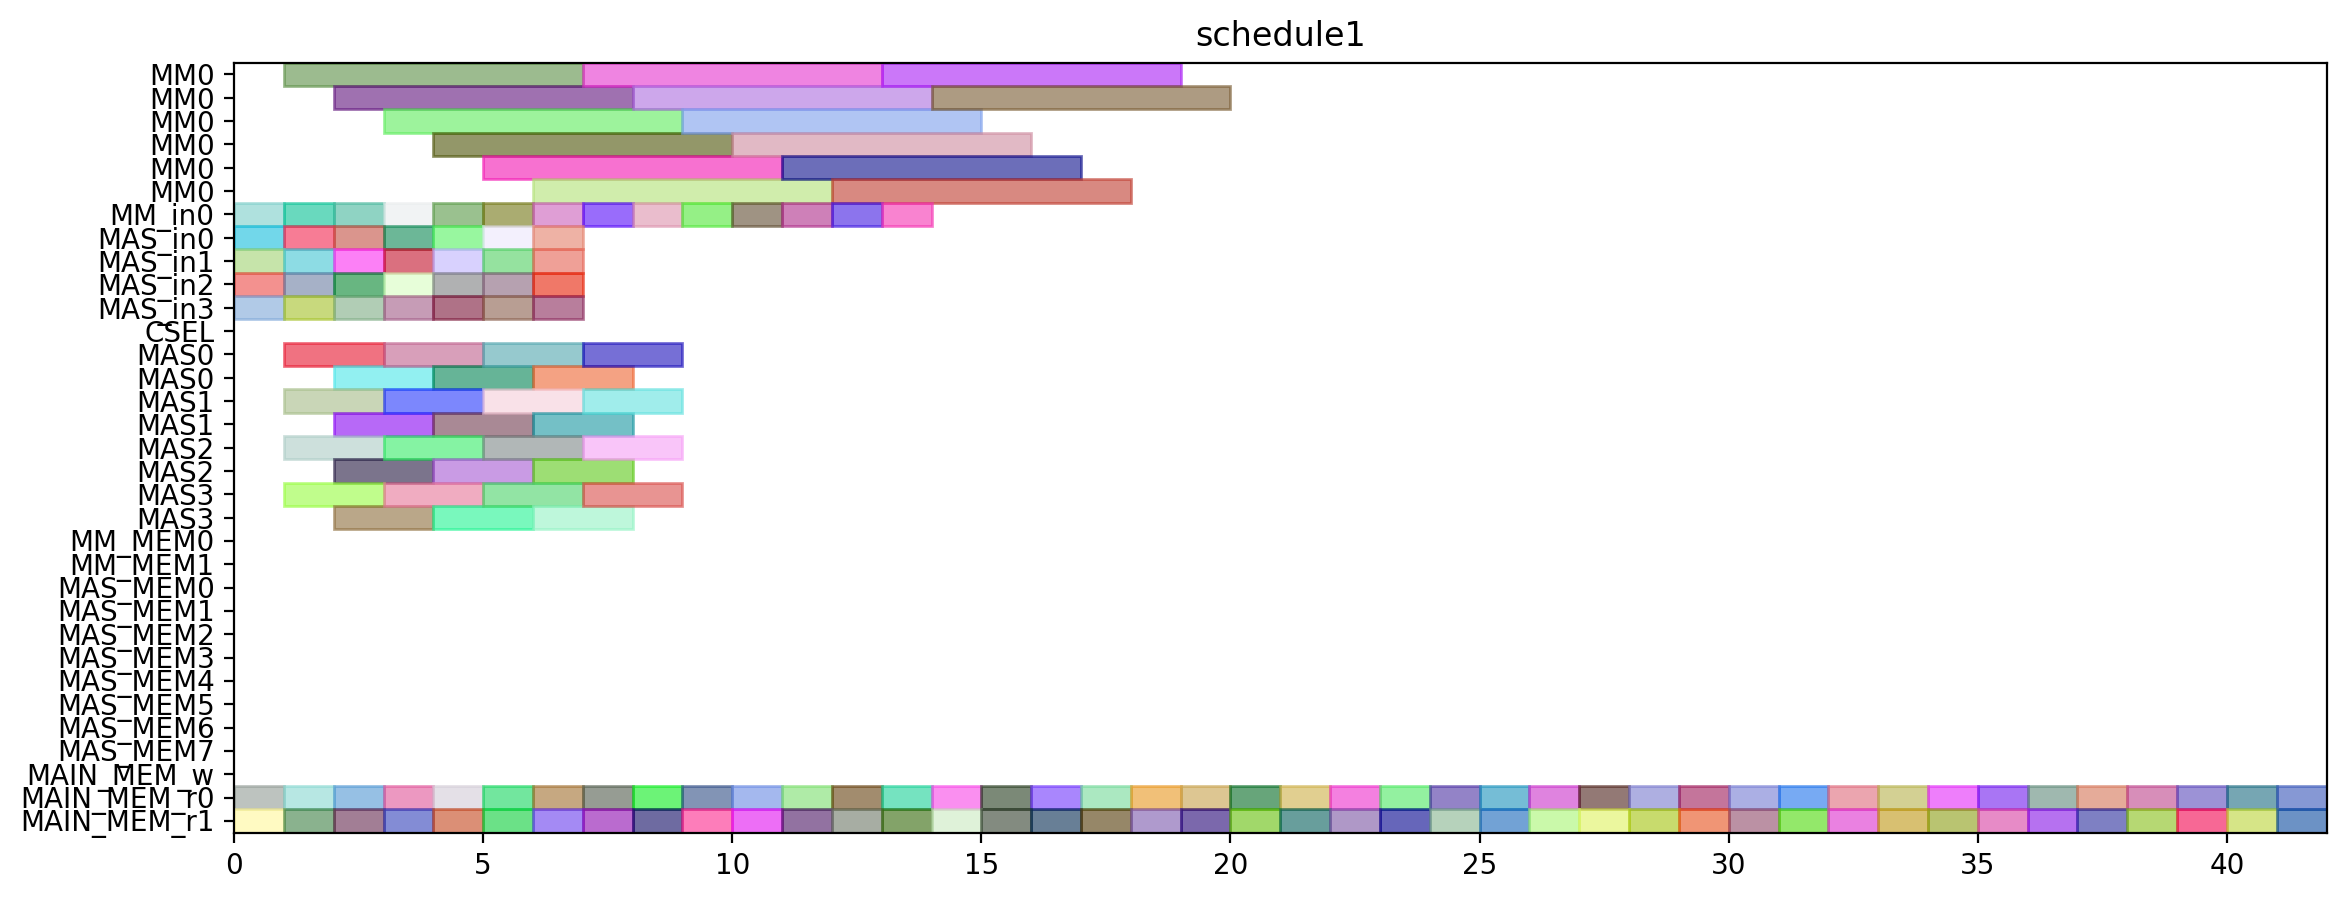 schedule1
MM0
MM0
MM0
MM0
MM0
MM0
MM_in0
MAS_in0
MAS_in1
MAS_in2
MAS_in3
CSEL
MAS0
MAS0
MAS1
MAS1
MAS2
MAS2
MAS3
MAS3
MM_MEM0
MM_MEM1
MAS_MEM0
MAS_MEM1
MAS_MEM2
MAS_MEM3
MAS_MEM4
MAS_MEM5
MAS_MEM6
MAS_MEM7
MAIN_MEM_w
MAIN_MEM_r0
MAIN_MEM_r1
0 5 10 15 20 25 30 35 40